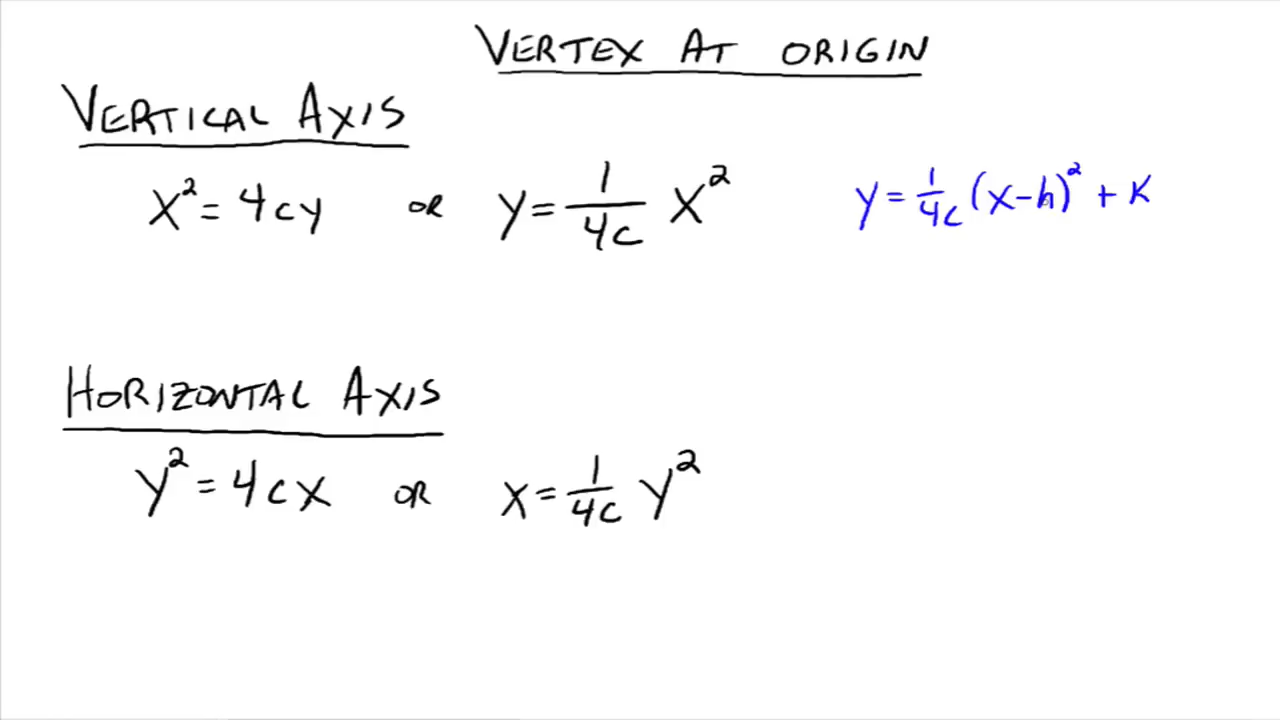 VERTEX AT ORIGIN
VERTICAL AXIS
x² = 4cy OR y = 1/4c x² y = 1/4c (x-h)² + k
HORIZONTAL AXIS
y² = 4cx OR x = 1/4c y²